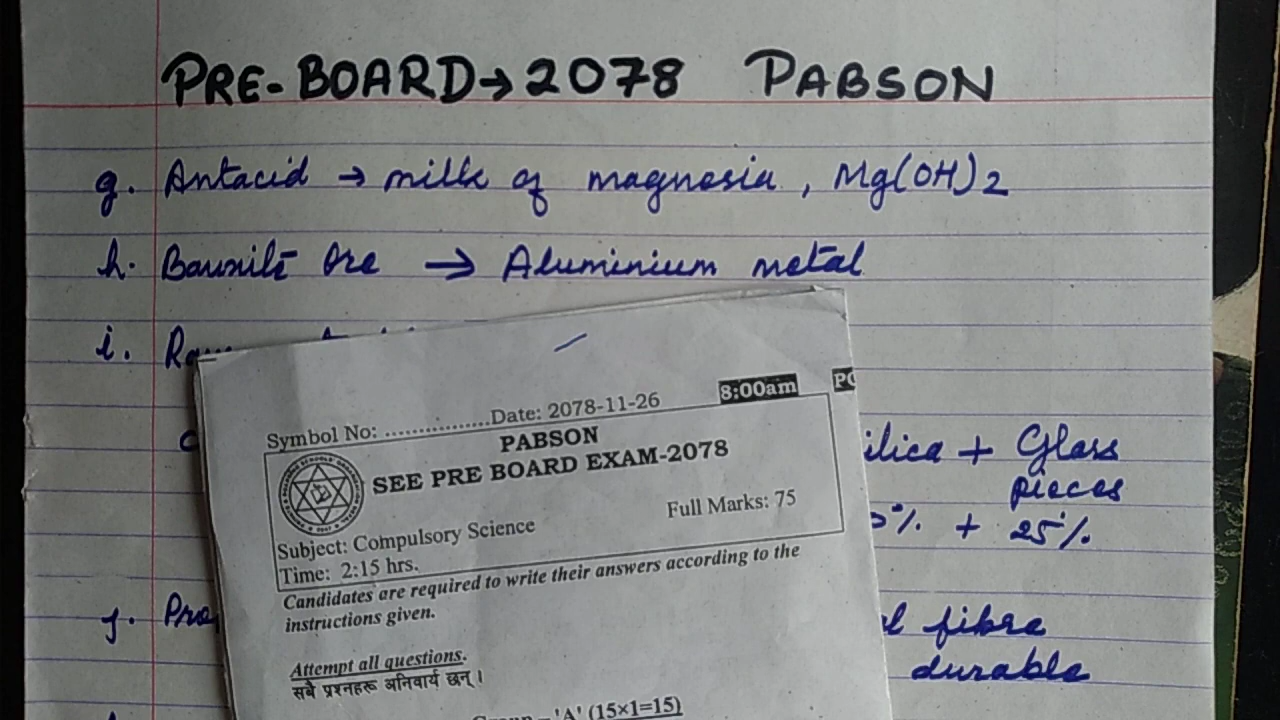 PRE-BOARD→2078 PABSON
g. Antacid → milk of magnesia, Mg(OH)2
h. Bauxite Ore → Aluminium metal
i.
ilica + Glass
pieces
% + 25%
j.
l fibre
durable
8:00am
Symbol No: .................Date: 2078-11-26
PABSON
SEE PRE BOARD EXAM-2078
Full Marks: 75
Subject: Compulsory Science
Time: 2:15 hrs.
Candidates are required to write their answers according to the
instructions given.
Attempt all questions.
सबै प्रश्नहरू अनिवार्य छन् ।
Group – 'A' (15×1=15)